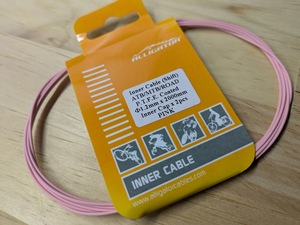 ALLIGATOR
Inner Cable (Shift)
ATB/MTB/ROAD
P.T.F.E. Coated
Φ1.2mm x 2000mm
Inner Cap x 2pcs
PINK
INNER CABLE
www.alligatorcables.com